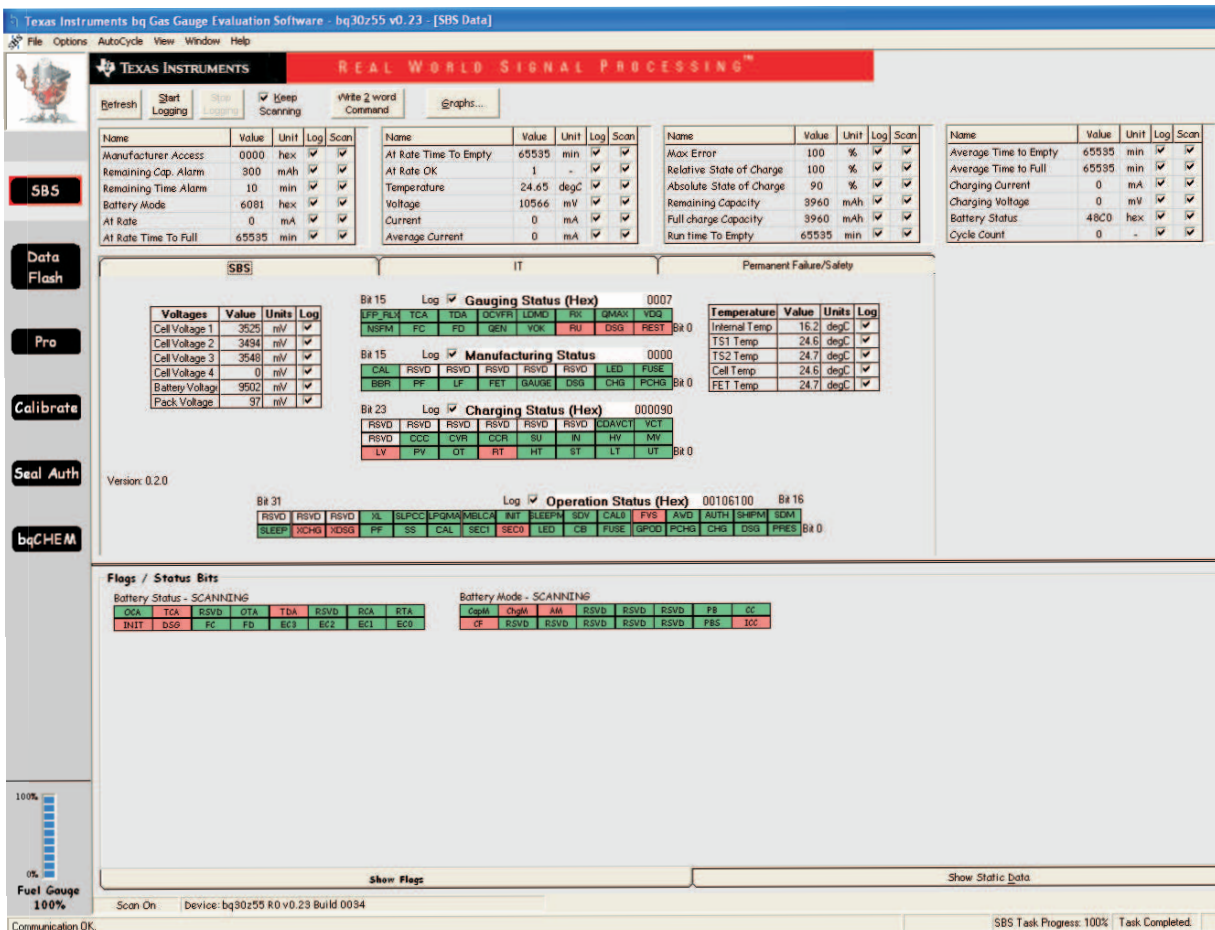 Texas Instruments bq Gas Gauge Evaluation Software - bq30z55 v0.23 - [SBS Data]
File Options AutoCycle View Window Help
TEXAS INSTRUMENTS REAL WORLD SIGNAL PROCESSING™
Refresh Start Logging Stop Logging Keep Scanning Write 2 word Command Graphs...
Name Value Unit Log Scan Name Value Unit Log Scan Name Value Unit Log Scan Name Value Unit Log Scan
Manufacturer Access 0000 hex At Rate Time To Empty 65535 min Max Error 100 % Average Time to Empty 65535 min
Remaining Cap. Alarm 300 mAh At Rate OK 1 - Relative State of Charge 100 % Average Time to Full 65535 min
Remaining Time Alarm 10 min Temperature 24.65 degC Absolute State of Charge 90 % Charging Current 0 mA
Battery Mode 6081 hex Voltage 10566 mV Remaining Capacity 3960 mAh Charging Voltage 0 mV
At Rate 0 mA Current 0 mA Full charge Capacity 3960 mAh Battery Status 48C0 hex
At Rate Time To Full 65535 min Average Current 0 mA Run time To Empty 65535 min Cycle Count 0 -
SBS
Data Flash
Pro
Calibrate
Seal Auth
bqCHEM
SBS IT Permanent Failure/Safety
Voltages Value Units Log
Cell Voltage 1 3525 mV
Cell Voltage 2 3494 mV
Cell Voltage 3 3548 mV
Cell Voltage 4 0 mV
Battery Voltage 9502 mV
Pack Voltage 97 mV
Bit 15 Log Gauging Status (Hex) 0007
LFP_RLX TCA TDA OCVFR LDMD RX QMAX VDQ
NSFM FC FD QEN VOK RU DSG REST Bit 0
Bit 15 Log Manufacturing Status 0000
CAL RSVD RSVD RSVD RSVD RSVD LED FUSE
BBR PF LF FET GAUGE DSG CHG PCHG Bit 0
Bit 23 Log Charging Status (Hex) 000090
RSVD RSVD RSVD RSVD RSVD RSVD CDAVCT VCT
RSVD CCC CVR CCR SU IN HV MV
LV PV OT RT HT ST LT UT Bit 0
Temperature Value Units Log
Internal Temp 16.2 degC
TS1 Temp 24.6 degC
TS2 Temp 24.7 degC
Cell Temp 24.6 degC
FET Temp 24.7 degC
Version: 0.2.0
Bit 31 Log Operation Status (Hex) 00106100 Bit 16
RSVD RSVD RSVD XL SLPCC LPQMA MBLCA INIT SLEEPM SDV CAL0 FVS AVD AUTH SHIPM SDM
SLEEP XCHG XDSG PF SS CAL SEC1 SEC0 LED CB FUSE GPOD PCHG CHG DSG PRES Bit 0
Flags / Status Bits
Battery Status - SCANNING
OCA TCA RSVD OTA TDA RSVD RCA RTA
INIT DSG FC FD EC3 EC2 EC1 EC0
Battery Mode - SCANNING
CapM ChgM AM RSVD RSVD RSVD PB CC
CF RSVD RSVD RSVD RSVD RSVD PBS ICC
100%
0%
Fuel Gauge
100%
Show Flags Show Static Data
Scan On Device: bq30z55 R0 v0.23 Build 0034
Communication OK. SBS Task Progress: 100% Task Completed.